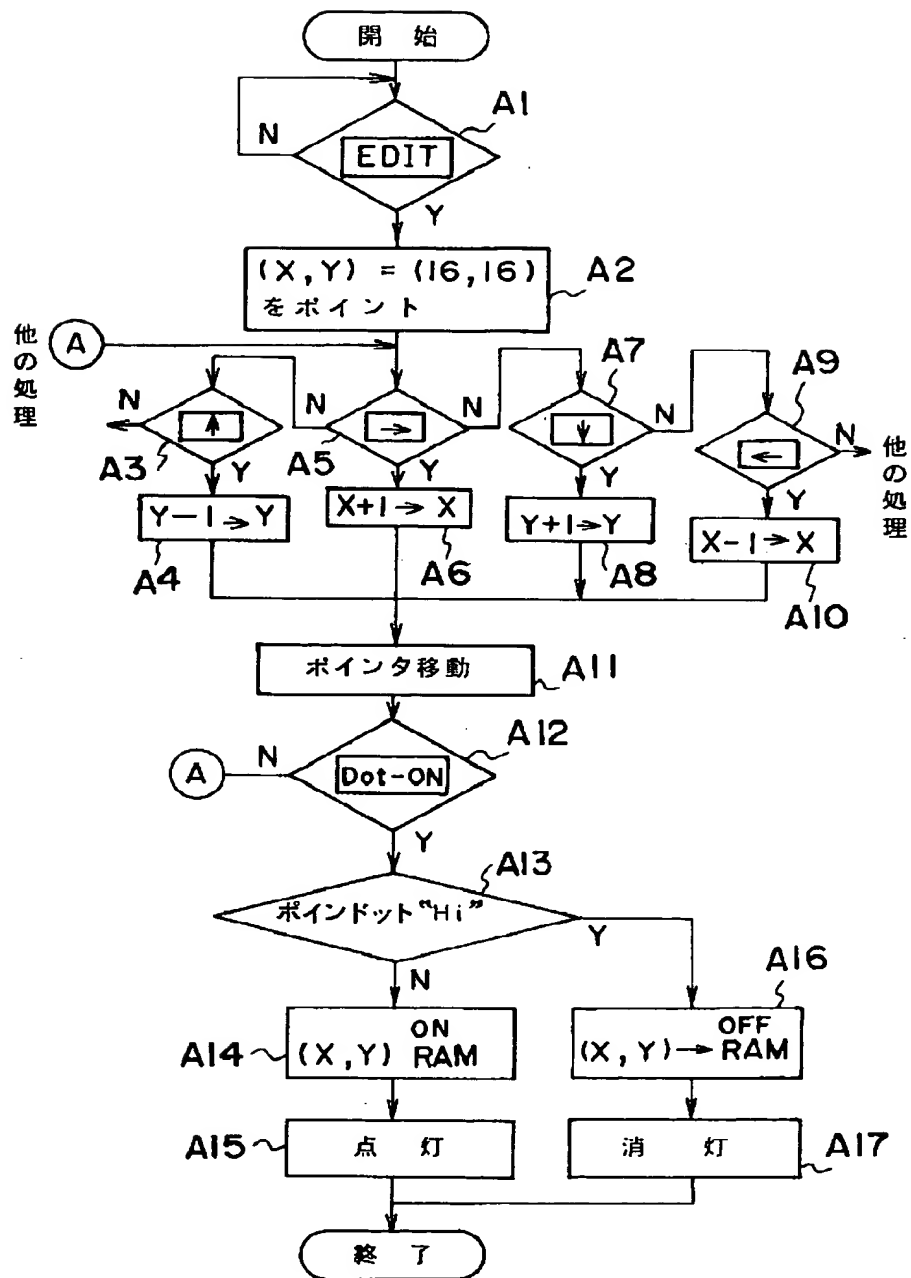 開始
A1
N
EDIT
Y
(X,Y) = (16,16)
をポイント
A2
他の処理
A
N
↑
A3
Y
Y-1→Y
A4
N
→
N
A5
Y
X+1→X
A6
A7
↓
N
Y
Y+1→Y
A8
A9
←
N
他の処理
Y
X-1→X
A10
ポインタ移動
A11
A12
A
N
Dot-ON
Y
A13
ポインドット"Hi"
Y
N
A14
ON
(X,Y) RAM
A16
OFF
(X,Y)→RAM
A15
点灯
消灯
A17
終了